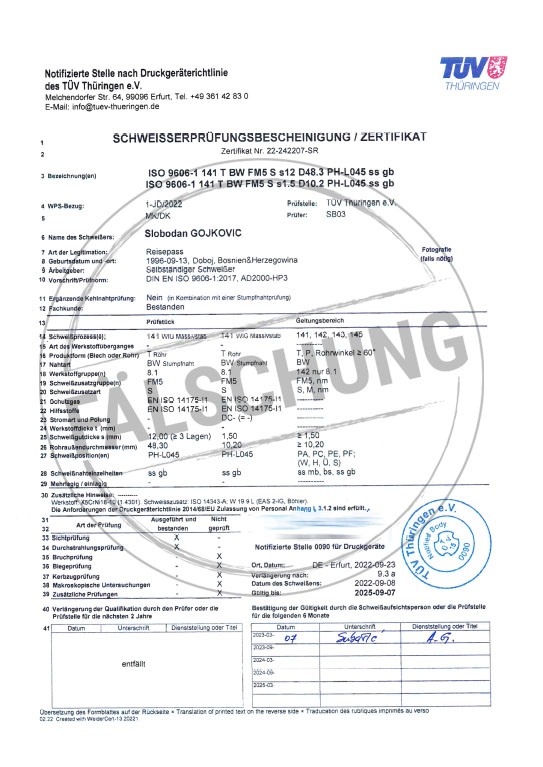 Notifizierte Stelle nach Druckgeräterichtlinie
des TÜV Thüringen e.V.
Melchendorfer Str. 64, 99096 Erfurt, Tel. +49 361 42 83 0
E-Mail: info@tuev-thueringen.de
TÜV
THÜRINGEN
1 SCHWEISSERPRÜFUNGSBESCHEINIGUNG / ZERTIFIKAT
2 Zertifikat Nr. 22-242207-SR
3 Bezeichnung(en) ISO 9606-1 141 T BW FM5 S s12 D48.3 PH-L045 ss gb
ISO 9606-1 141 T BW FM5 S s1.5 D10.2 PH-L045 ss gb
4 WPS-Bezug: 1-JD/2022 Prüfstelle: TÜV Thüringen e.V.
5 MK/DK Prüfer: SB03
6 Name des Schweißers: Slobodan GOJKOVIC
7 Art der Legitimation: Reisepass
8 Geburtsdatum und -ort: 1996-09-13, Doboj, Bosnien&Herzegowina
9 Arbeitgeber: Selbständiger Schweißer
10 Vorschrift/Prüfnorm: DIN EN ISO 9606-1:2017, AD2000-HP3
Fotografie
(falls nötig)
11 Ergänzende Kehlnahtprüfung: Nein (in Kombination mit einer Stumpfnahtprüfung)
12 Fachkunde: Bestanden
13 Prüfstück Geltungsbereich
14 Schweißprozess(e): 141 WIG Massivstab 141 WIG Massivstab 141, 142, 143, 145
15 Art des Werkstoffüberganges - - ----------
16 Produktform (Blech oder Rohr) T Rohr T Rohr T, P, Rohrwinkel ≥ 60°
17 Nahtart BW Stumpfnaht BW Stumpfnaht BW
18 Werkstoffgruppe(n) 8.1 8.1 142 nur 8.1
19 Schweißzusatzgruppe(n) FM5 FM5 FM5, nm
20 Schweißzusatzart S S S, M, nm
21 Schutzgas EN ISO 14175-I1 EN ISO 14175-I1 ----------
22 Hilfsstoffe EN ISO 14175-I1 EN ISO 14175-I1 ----------
23 Stromart und Polung DC- (= -) ----------
24 Werkstoffdicke t (mm) ----------
25 Schweißgutdicke s (mm) 12,00 (≥ 3 Lagen) 1,50 ≥ 1,50
26 Rohraußendurchmesser (mm) 48,30 10,20 ≥ 10,20
27 Schweißposition(en) PH-L045 PH-L045 PA, PC, PE, PF;
(W, H, Ü, S)
28 Schweißnahteinzelheiten ss gb ss gb ss mb, bs, ss gb
29 Mehrlagig / einlagig - - ----------
FÄLSCHUNG
30 Zusätzliche Hinweise: ----------
Werkstoff: X5CrNi18-10 (1.4301). Schweisszusatz: ISO 14343-A: W 19 9 L (EAS 2-IG, Böhler).
Die Anforderungen der Druckgeräterichtlinie 2014/68/EU Zulassung von Personal Anhang I, 3.1.2 sind erfüllt.
31 Art der Prüfung Ausgeführt und Nicht
32 bestanden geprüft
33 Sichtprüfung X -
34 Durchstrahlungsprüfung X -
35 Bruchprüfung - X
36 Biegeprüfung - X
37 Kerbzugprüfung - X
38 Makroskopische Untersuchungen - X
39 Zusätzliche Prüfungen - X
Notifizierte Stelle 0090 für Druckgeräte
Ort, Datum: DE - Erfurt, 2022-09-23
Verlängerung nach: 9.3 a
Datum des Schweißens: 2022-09-08
Gültig bis: 2025-09-07
TÜV Thüringen e.V.
Notified Body
0090
40 Verlängerung der Qualifikation durch den Prüfer oder die
Prüfstelle für die nächsten 2 Jahre
Bestätigung der Gültigkeit durch die Schweißaufsichtsperson oder die Prüfstelle
für die folgenden 6 Monate
41 Datum Unterschrift Dienststellung oder Titel
entfällt
Datum Unterschrift Dienststellung oder Titel
2023-03- 07 A.G.
2023-09-
2024-03-
2024-09-
2025-03-
Übersetzung des Formblattes auf der Rückseite * Translation of printed text on the reverse side * Traducation des rubriques imprimés au verso
02.22 Created with WelderCert-13.20221